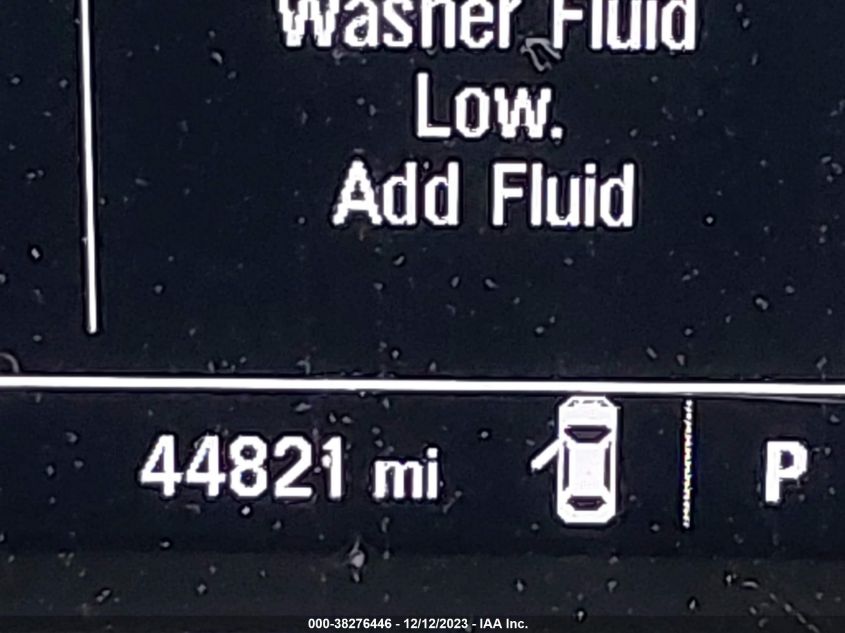 Washer Fluid
Low.
Add Fluid
44821 mi
P
000-38276446 - 12/12/2023 - IAA Inc.